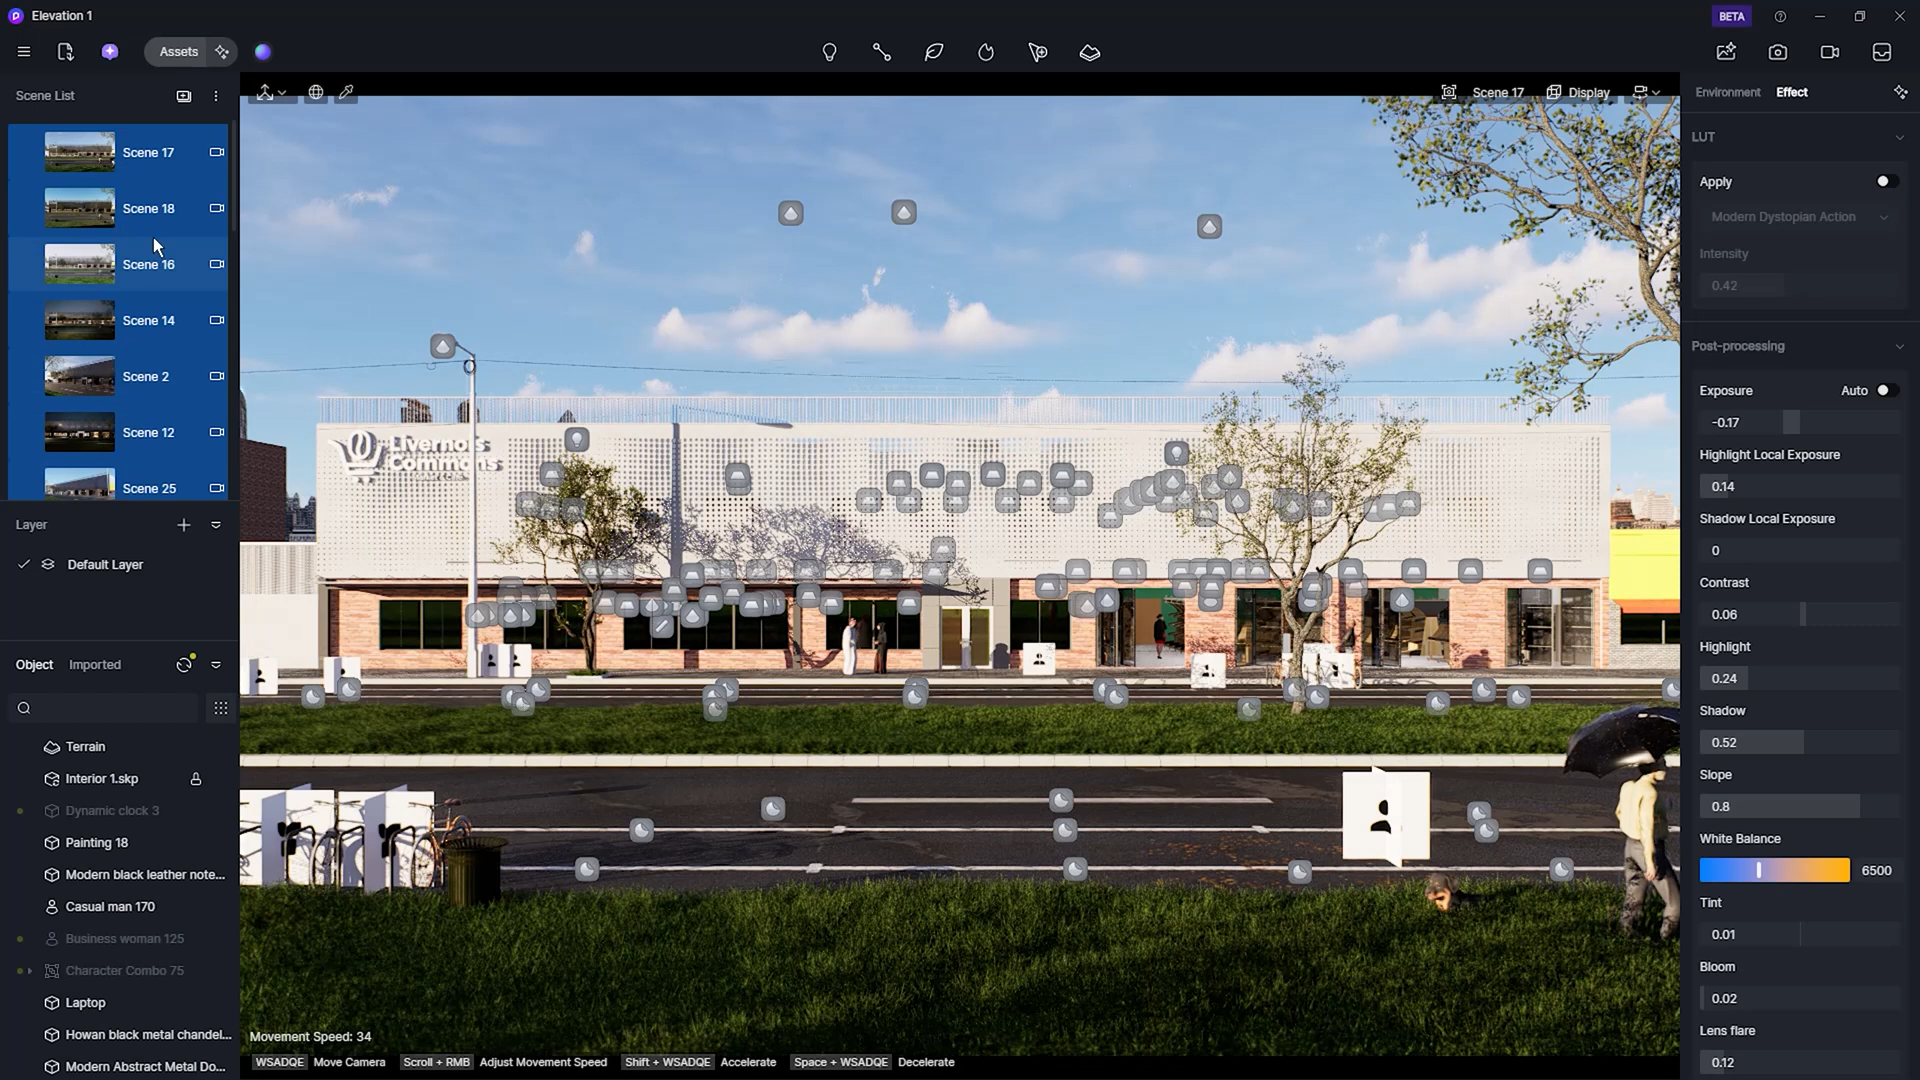 Elevation 1
BETA
Assets
Scene List
Scene 17
Scene 18
Scene 16
Scene 14
Scene 2
Scene 12
Scene 25
Layer
Default Layer
Object
Imported
Terrain
Interior 1.skp
Dynamic clock 3
Painting 18
Modern black leather note...
Casual man 170
Business woman 125
Character Combo 75
Laptop
Howan black metal chandel...
Modern Abstract Metal Do...
Scene 17
Display
Livernois
Commons
Movement Speed: 34
WSADQE Move Camera Scroll + RMB Adjust Movement Speed Shift + WSADQE Accelerate Space + WSADQE Decelerate
Environment
Effect
LUT
Apply
Modern Dystopian Action
Intensity
0.42
Post-processing
Exposure
Auto
-0.17
Highlight Local Exposure
0.14
Shadow Local Exposure
0
Contrast
0.06
Highlight
0.24
Shadow
0.52
Slope
0.8
White Balance
6500
Tint
0.01
Bloom
0.02
Lens flare
0.12